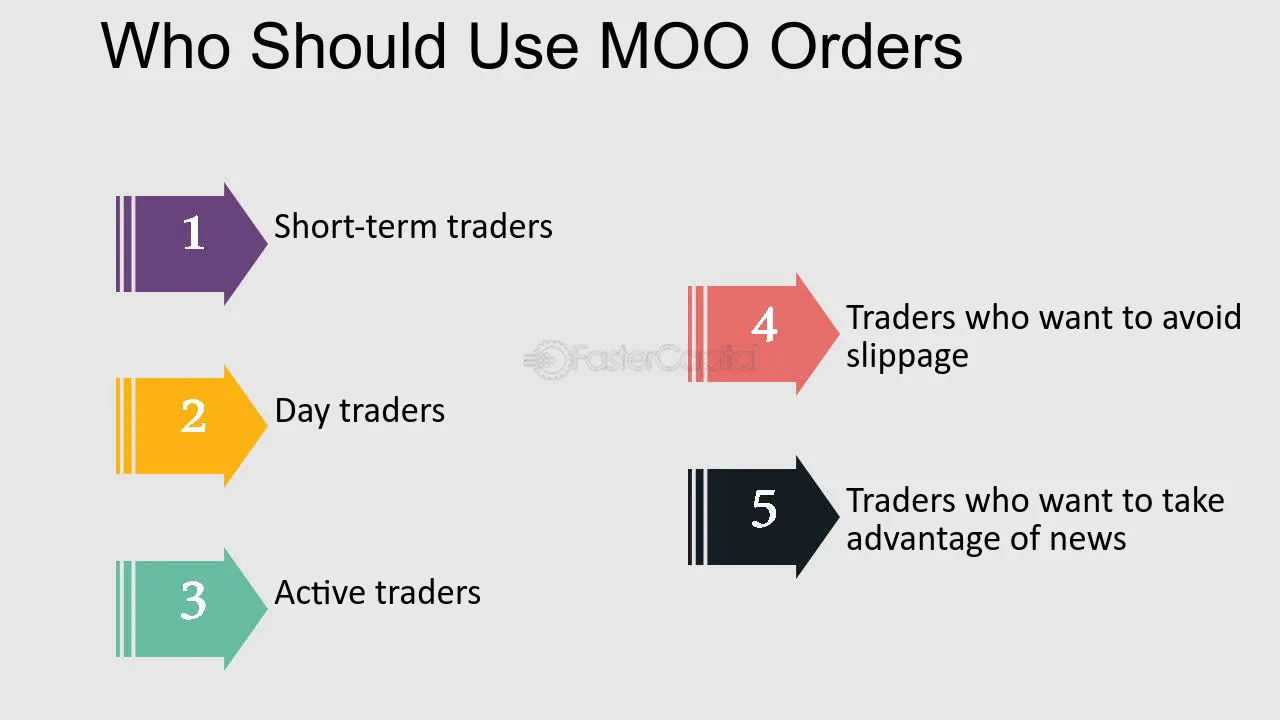 Who Should Use MOO Orders
1
Short-term traders
2
Day traders
3
Active traders
4
Traders who want to avoid
slippage
5
Traders who want to take
advantage of news
FasterCapital